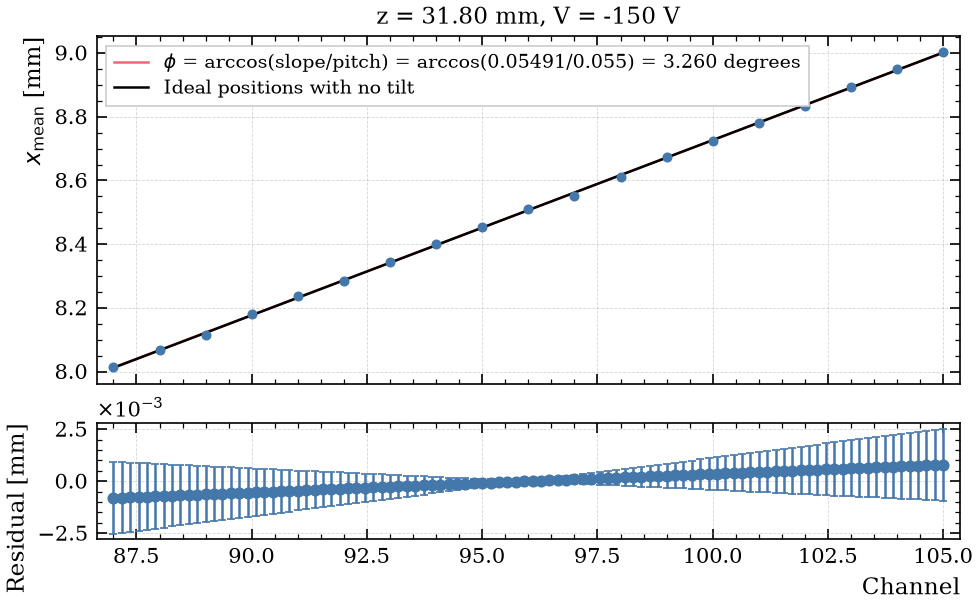 z = 31.80 mm, V = -150 V
x_mean [mm]
9.0
8.8
8.6
8.4
8.2
8.0
ϕ = arccos(slope/pitch) = arccos(0.05491/0.055) = 3.260 degrees
Ideal positions with no tilt
×10⁻³
Residual [mm]
2.5
0.0
−2.5
87.5 90.0 92.5 95.0 97.5 100.0 102.5 105.0
Channel